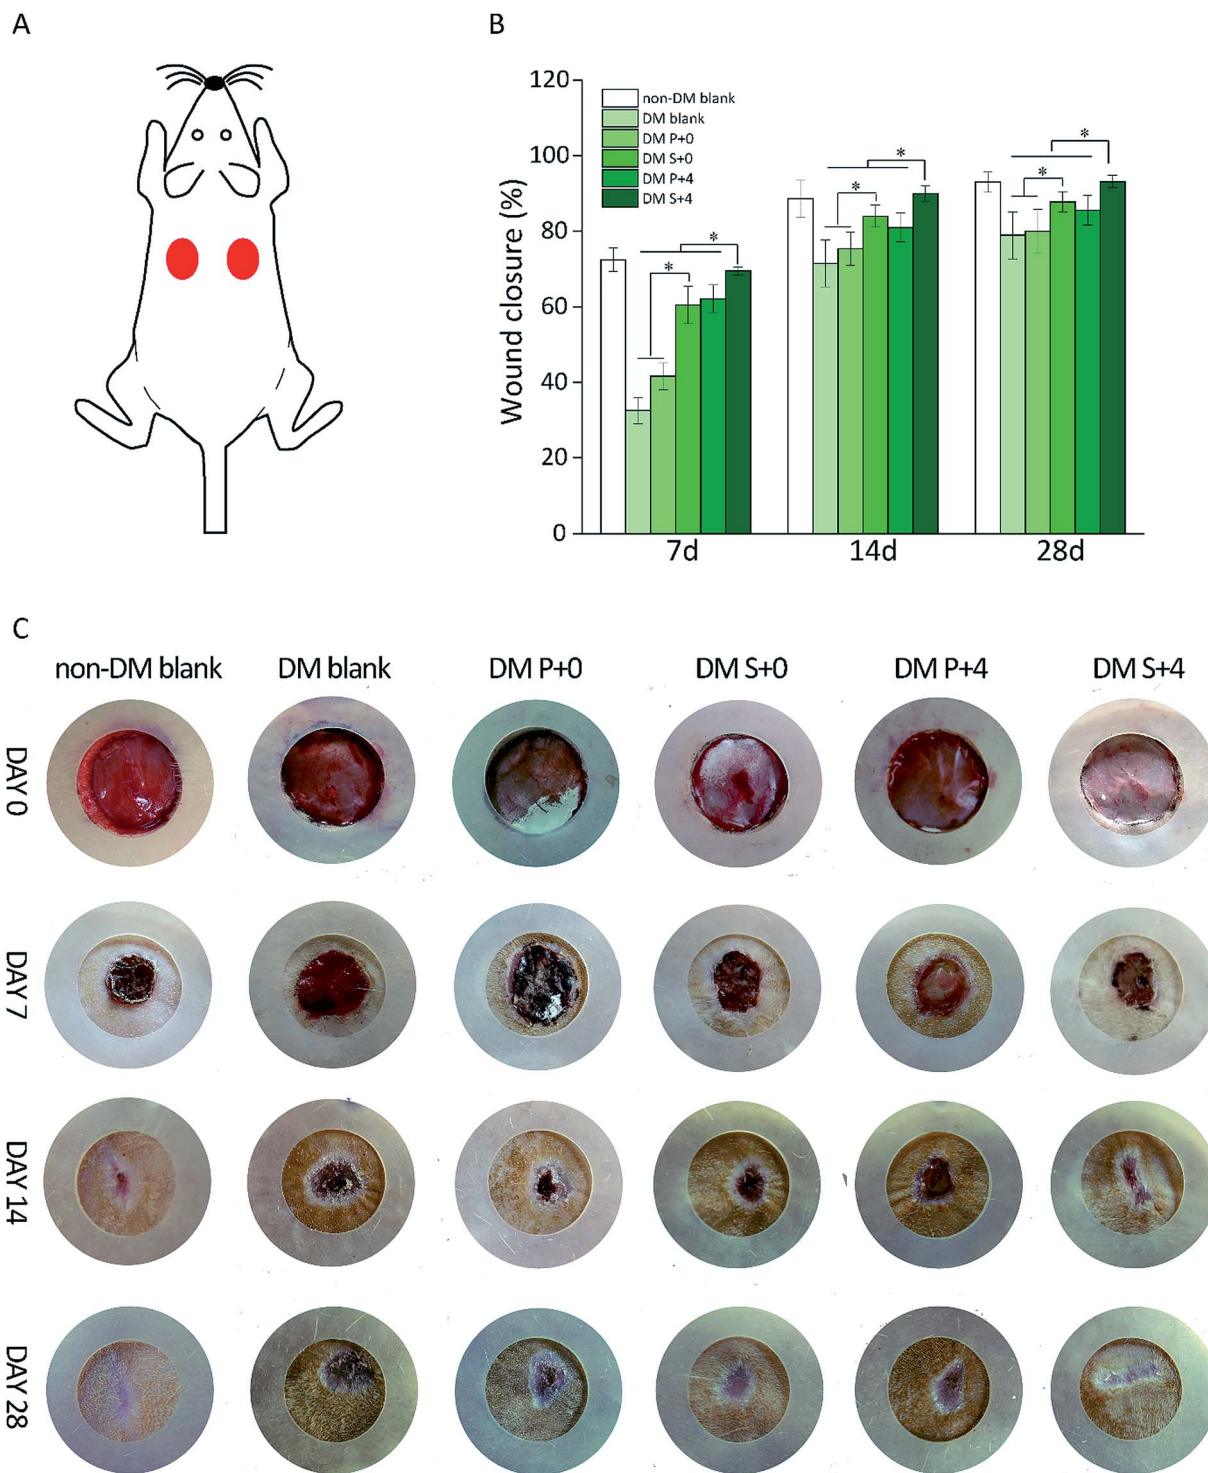 A
B
120
100
80
60
40
20
0
Wound closure (%)
non-DM blank
DM blank
DM P+0
DM S+0
DM P+4
DM S+4
*
*
*
*
*
*
7d
14d
28d
C
non-DM blank
DM blank
DM P+0
DM S+0
DM P+4
DM S+4
DAY 0
DAY 7
DAY 14
DAY 28